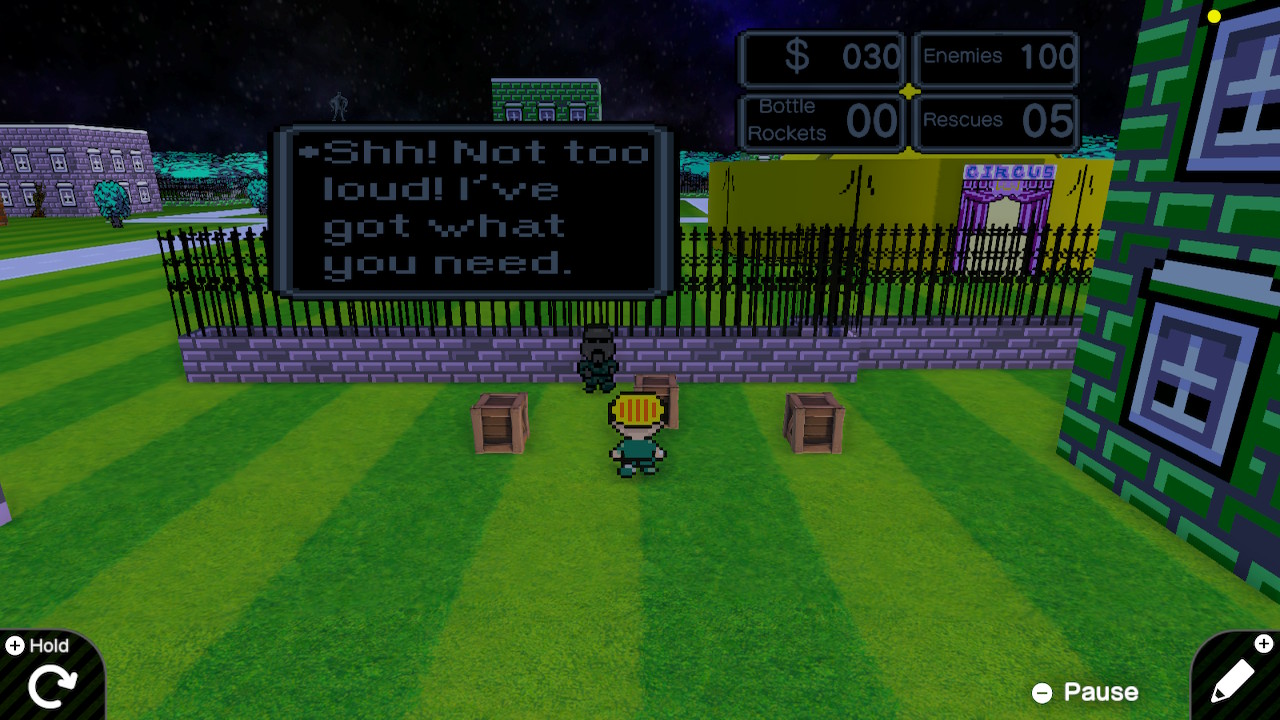 $ 030
Enemies 100
Bottle
Rockets 00
Rescues 05
Shh! Not too
loud! I've
got what
you need.
CIRCUS
Hold
Pause